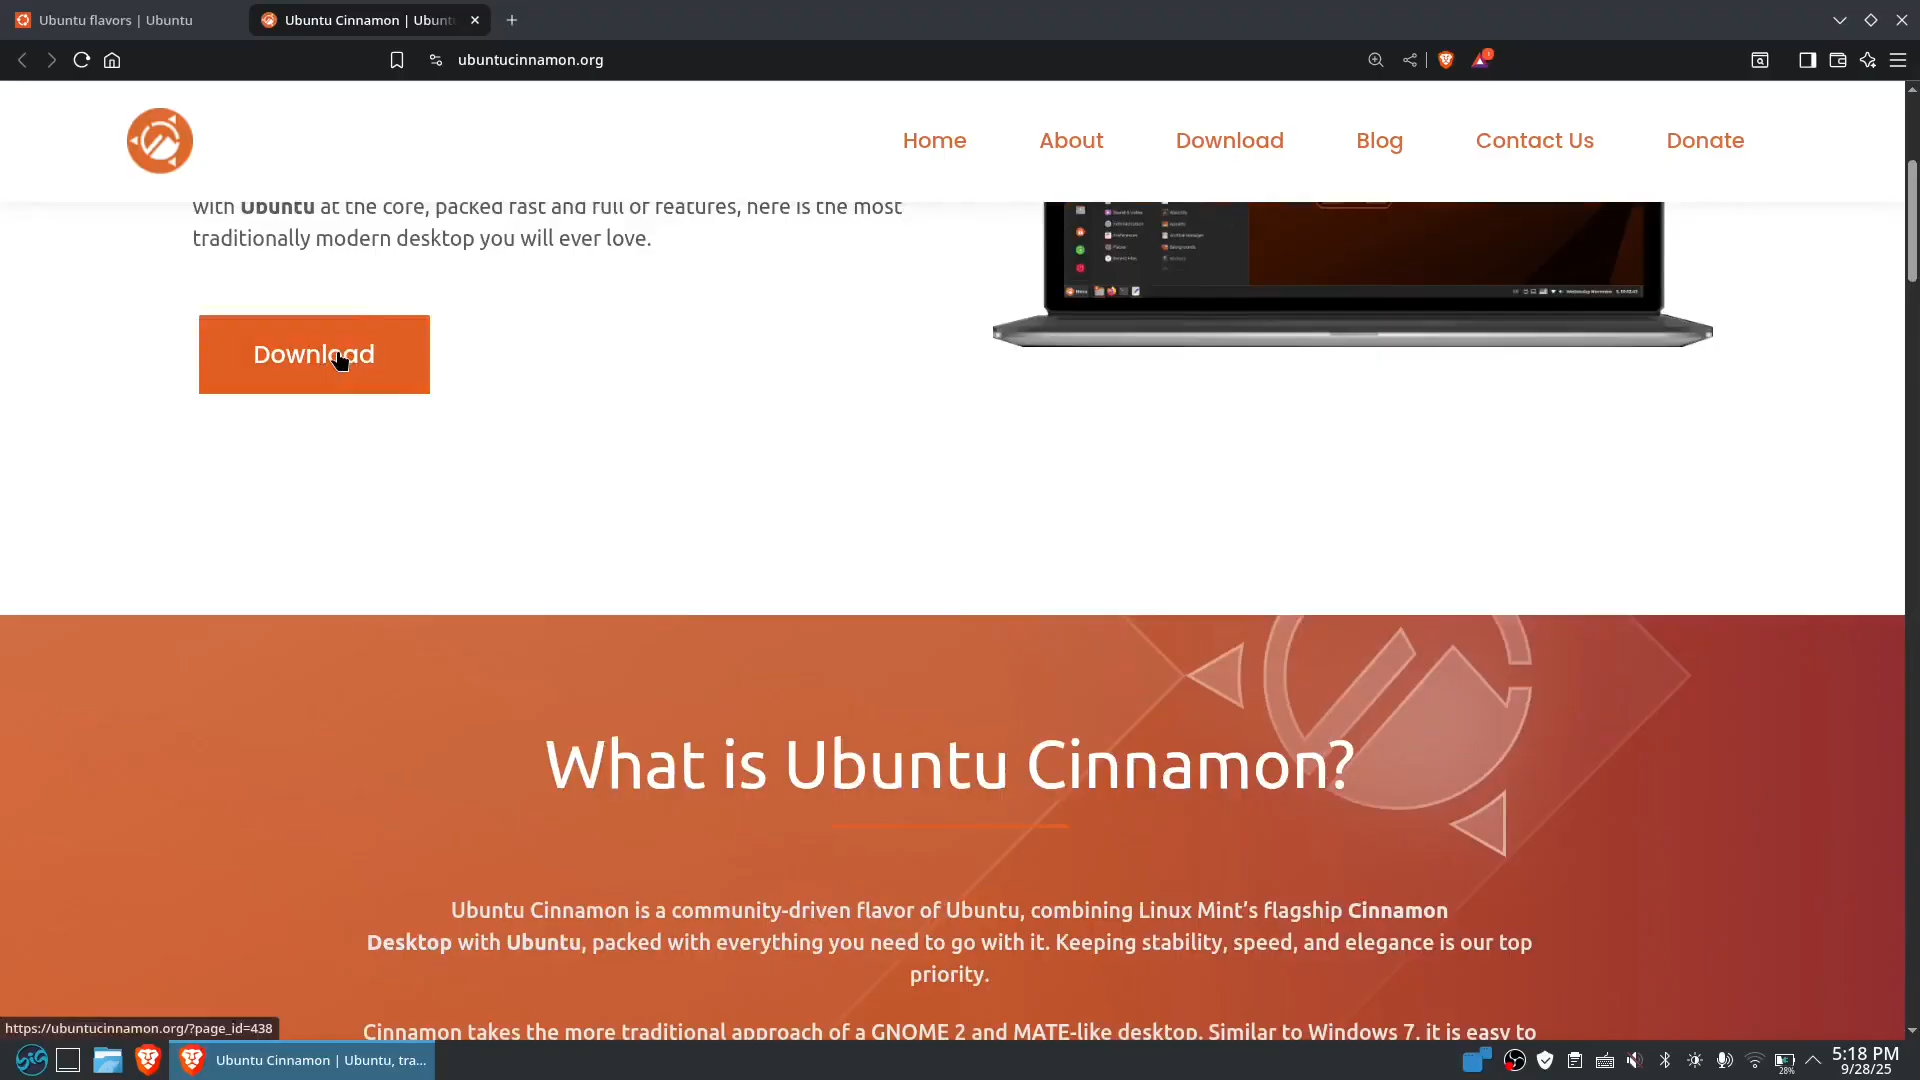 Ubuntu flavors | Ubuntu
Ubuntu Cinnamon | Ubunt
ubuntucinnamon.org
Home
About
Download
Blog
Contact Us
Donate
with Ubuntu at the core, packed fast and full of features, here is the most
traditionally modern desktop you will ever love.
Download
What is Ubuntu Cinnamon?
Ubuntu Cinnamon is a community-driven flavor of Ubuntu, combining Linux Mint’s flagship Cinnamon
Desktop with Ubuntu, packed with everything you need to go with it. Keeping stability, speed, and elegance is our top
priority.
Cinnamon takes the more traditional approach of a GNOME 2 and MATE-like desktop. Similar to Windows 7, it is easy to
https://ubuntucinnamon.org/?page_id=438
Ubuntu Cinnamon | Ubuntu, tra...
28%
5:18 PM
9/28/25